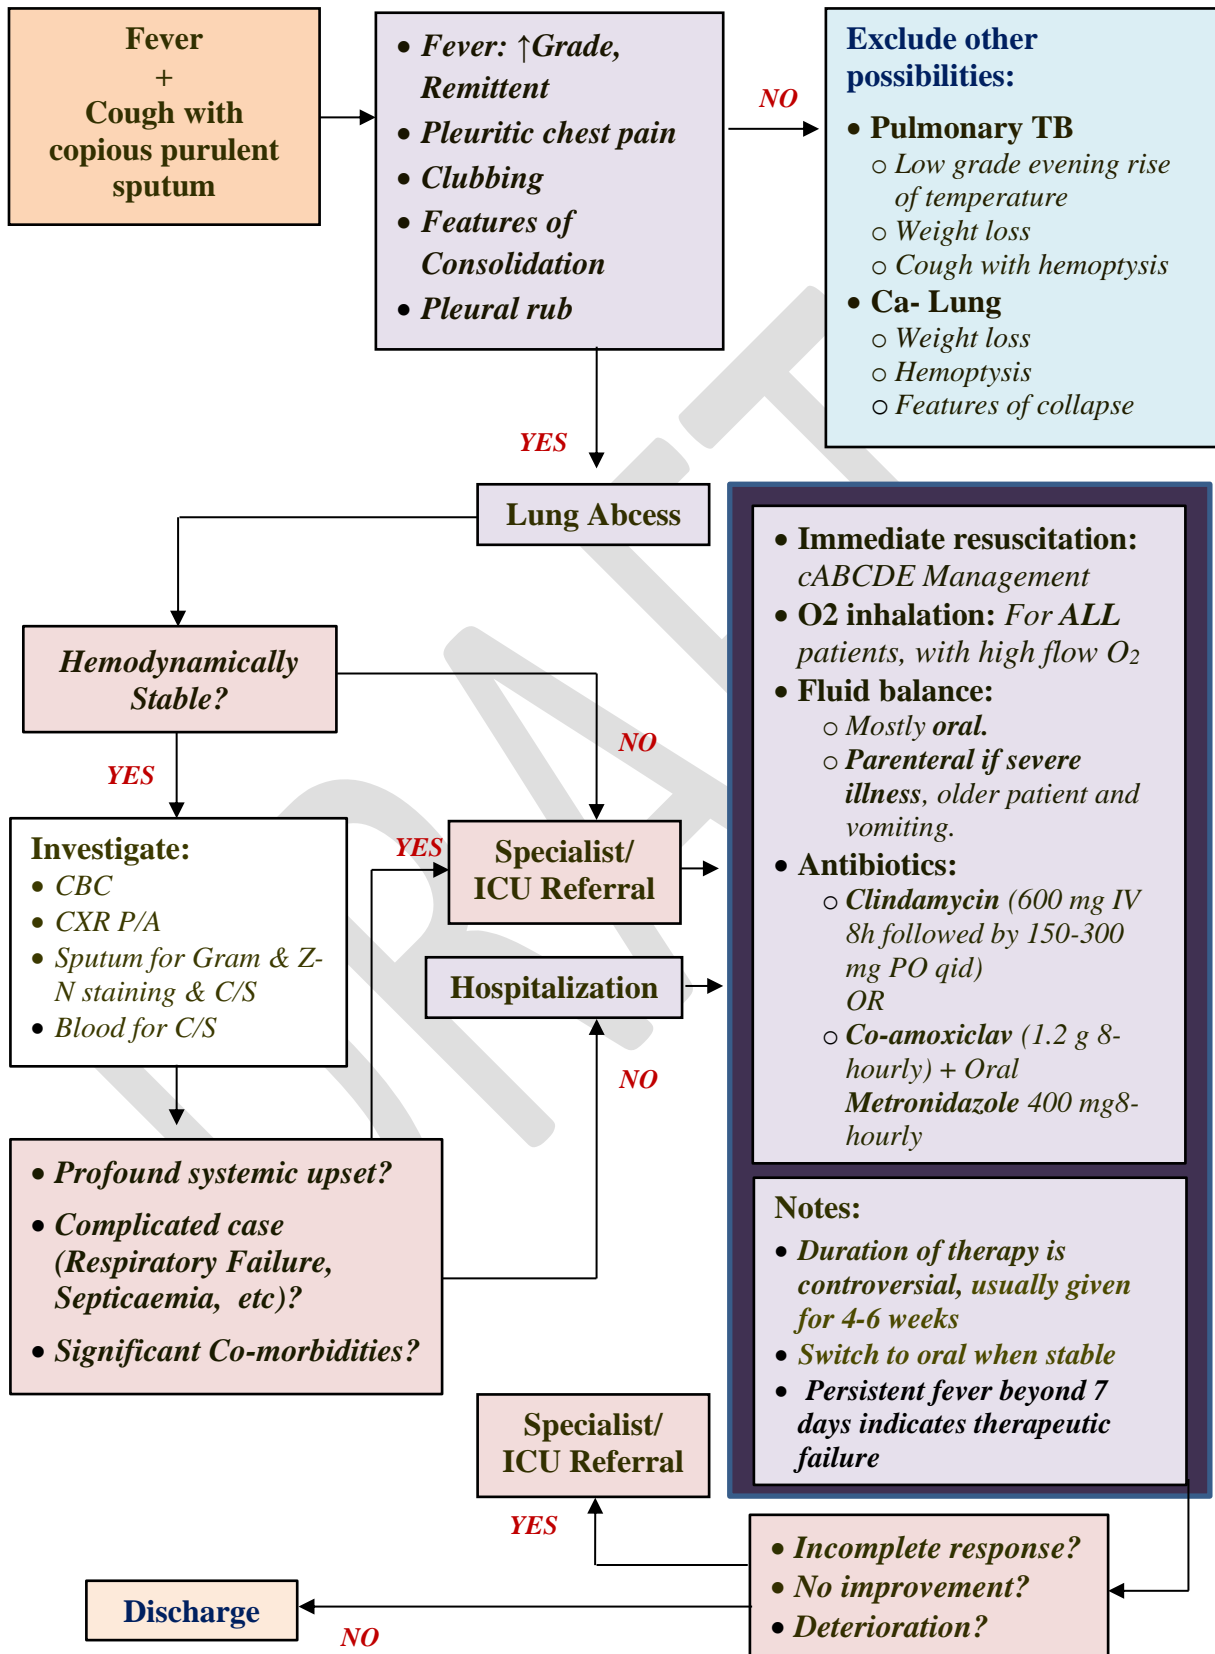 Fever
+
Cough with
copious purulent
sputum
• Fever: ↑Grade,
Remittent
• Pleuritic chest pain
• Clubbing
• Features of
Consolidation
• Pleural rub
NO
Exclude other
possibilities:
• Pulmonary TB
o Low grade evening rise
of temperature
o Weight loss
o Cough with hemoptysis
• Ca- Lung
o Weight loss
o Hemoptysis
o Features of collapse
YES
Lung Abcess
Hemodynamically
Stable?
NO
YES
Investigate:
• CBC
• CXR P/A
• Sputum for Gram & Z-
N staining & C/S
• Blood for C/S
YES
Specialist/
ICU Referral
Hospitalization
NO
• Profound systemic upset?
• Complicated case
(Respiratory Failure,
Septicaemia, etc)?
• Significant Co-morbidities?
• Immediate resuscitation:
cABCDE Management
• O2 inhalation: For ALL
patients, with high flow O2
• Fluid balance:
o Mostly oral.
o Parenteral if severe
illness, older patient and
vomiting.
• Antibiotics:
o Clindamycin (600 mg IV
8h followed by 150-300
mg PO qid)
OR
o Co-amoxiclav (1.2 g 8-
hourly) + Oral
Metronidazole 400 mg8-
hourly
Notes:
• Duration of therapy is
controversial, usually given
for 4-6 weeks
• Switch to oral when stable
• Persistent fever beyond 7
days indicates therapeutic
failure
Specialist/
ICU Referral
YES
• Incomplete response?
• No improvement?
• Deterioration?
Discharge
NO
DRAFT